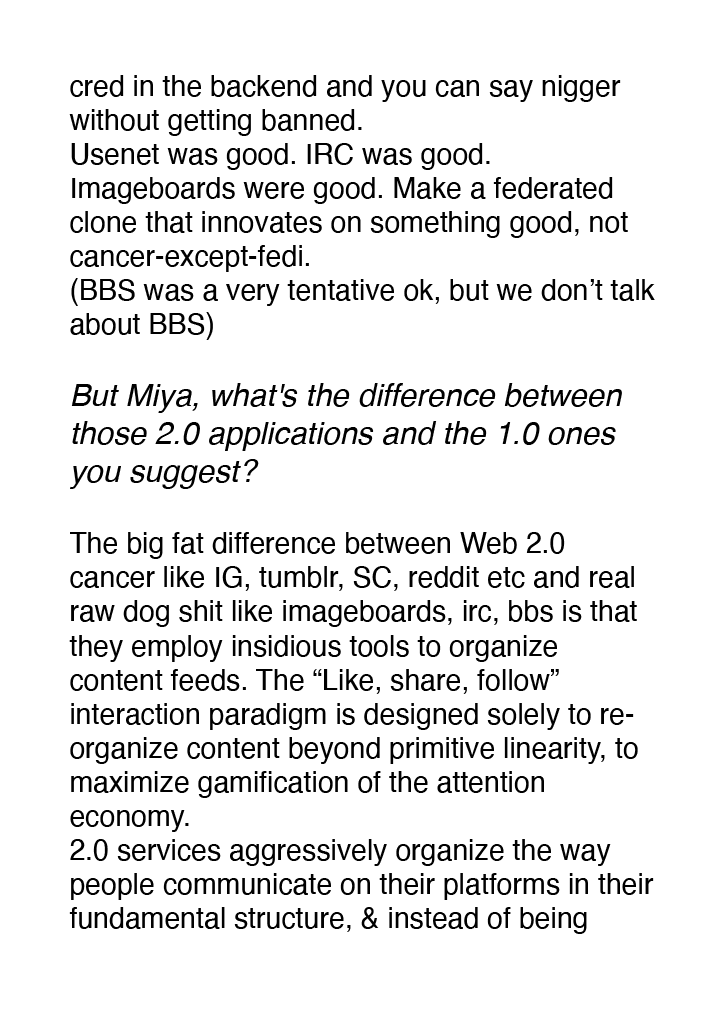 cred in the backend and you can say nigger
without getting banned.
Usenet was good. IRC was good.
Imageboards were good. Make a federated
clone that innovates on something good, not
cancer-except-fedi.
(BBS was a very tentative ok, but we don’t talk
about BBS)
But Miya, what's the difference between
those 2.0 applications and the 1.0 ones
you suggest?
The big fat difference between Web 2.0
cancer like IG, tumblr, SC, reddit etc and real
raw dog shit like imageboards, irc, bbs is that
they employ insidious tools to organize
content feeds. The “Like, share, follow”
interaction paradigm is designed solely to re-
organize content beyond primitive linearity, to
maximize gamification of the attention
economy.
2.0 services aggressively organize the way
people communicate on their platforms in their
fundamental structure, & instead of being